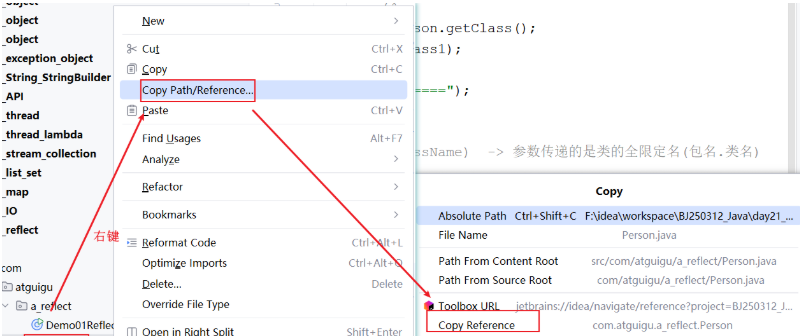 _object
_object
_object
_exception_object
_String_StringBuilder
_API
_thread
_thread_lambda
_stream_collection
_list_set
_map
_IO
_reflect
com
atguigu
a_reflect
Demo01Reflec
右键
New
Cut Ctrl+X
Copy Ctrl+C
Copy Path/Reference...
Paste Ctrl+V
Find Usages Alt+F7
Analyze
Refactor
Bookmarks
Reformat Code Ctrl+Alt+L
Optimize Imports Ctrl+Alt+O
Delete... Delete
Override File Type
Open in Right Split Shift+Enter
son.getClass();
ass1);
====");
ssName) -> 参数传递的是类的全限定名(包名.类名)
Copy
Absolute Path Ctrl+Shift+C F:\idea\workspace\BJ250312_Java\day21_...
File Name Person.java
Path From Content Root src/com/atguigu/a_reflect/Person.java
Path From Source Root com/atguigu/a_reflect/Person.java
Toolbox URL jetbrains://idea/navigate/reference?project=BJ250312_J...
Copy Reference com.atguigu.a_reflect.Person